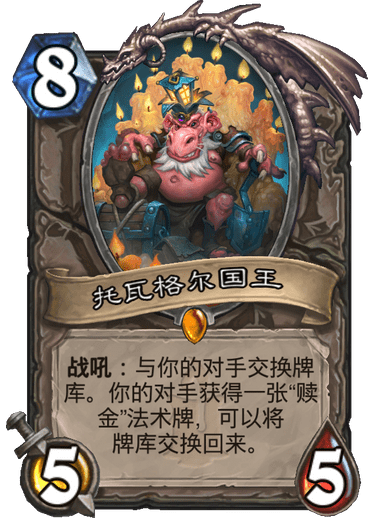 8
托瓦格尔国王
战吼：与你的对手交换牌
库。你的对手获得一张“赎
金”法术牌，可以将
牌库交换回来。
5
5